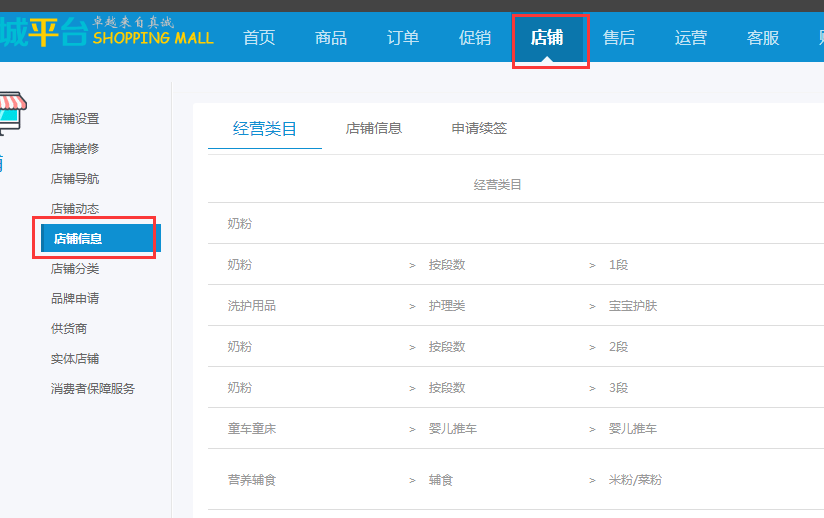 城平台 卓越来自真诚
SHOPPING MALL
首页 商品 订单 促销 店铺 售后 运营 客服
店铺设置
店铺装修
店铺导航
店铺动态
店铺信息
店铺分类
品牌申请
供货商
实体店铺
消费者保障服务
经营类目 店铺信息 申请续签
经营类目
奶粉
奶粉 > 按段数 > 1段
洗护用品 > 护理类 > 宝宝护肤
奶粉 > 按段数 > 2段
奶粉 > 按段数 > 3段
童车童床 > 婴儿推车 > 婴儿推车
营养辅食 > 辅食 > 米粉/菜粉